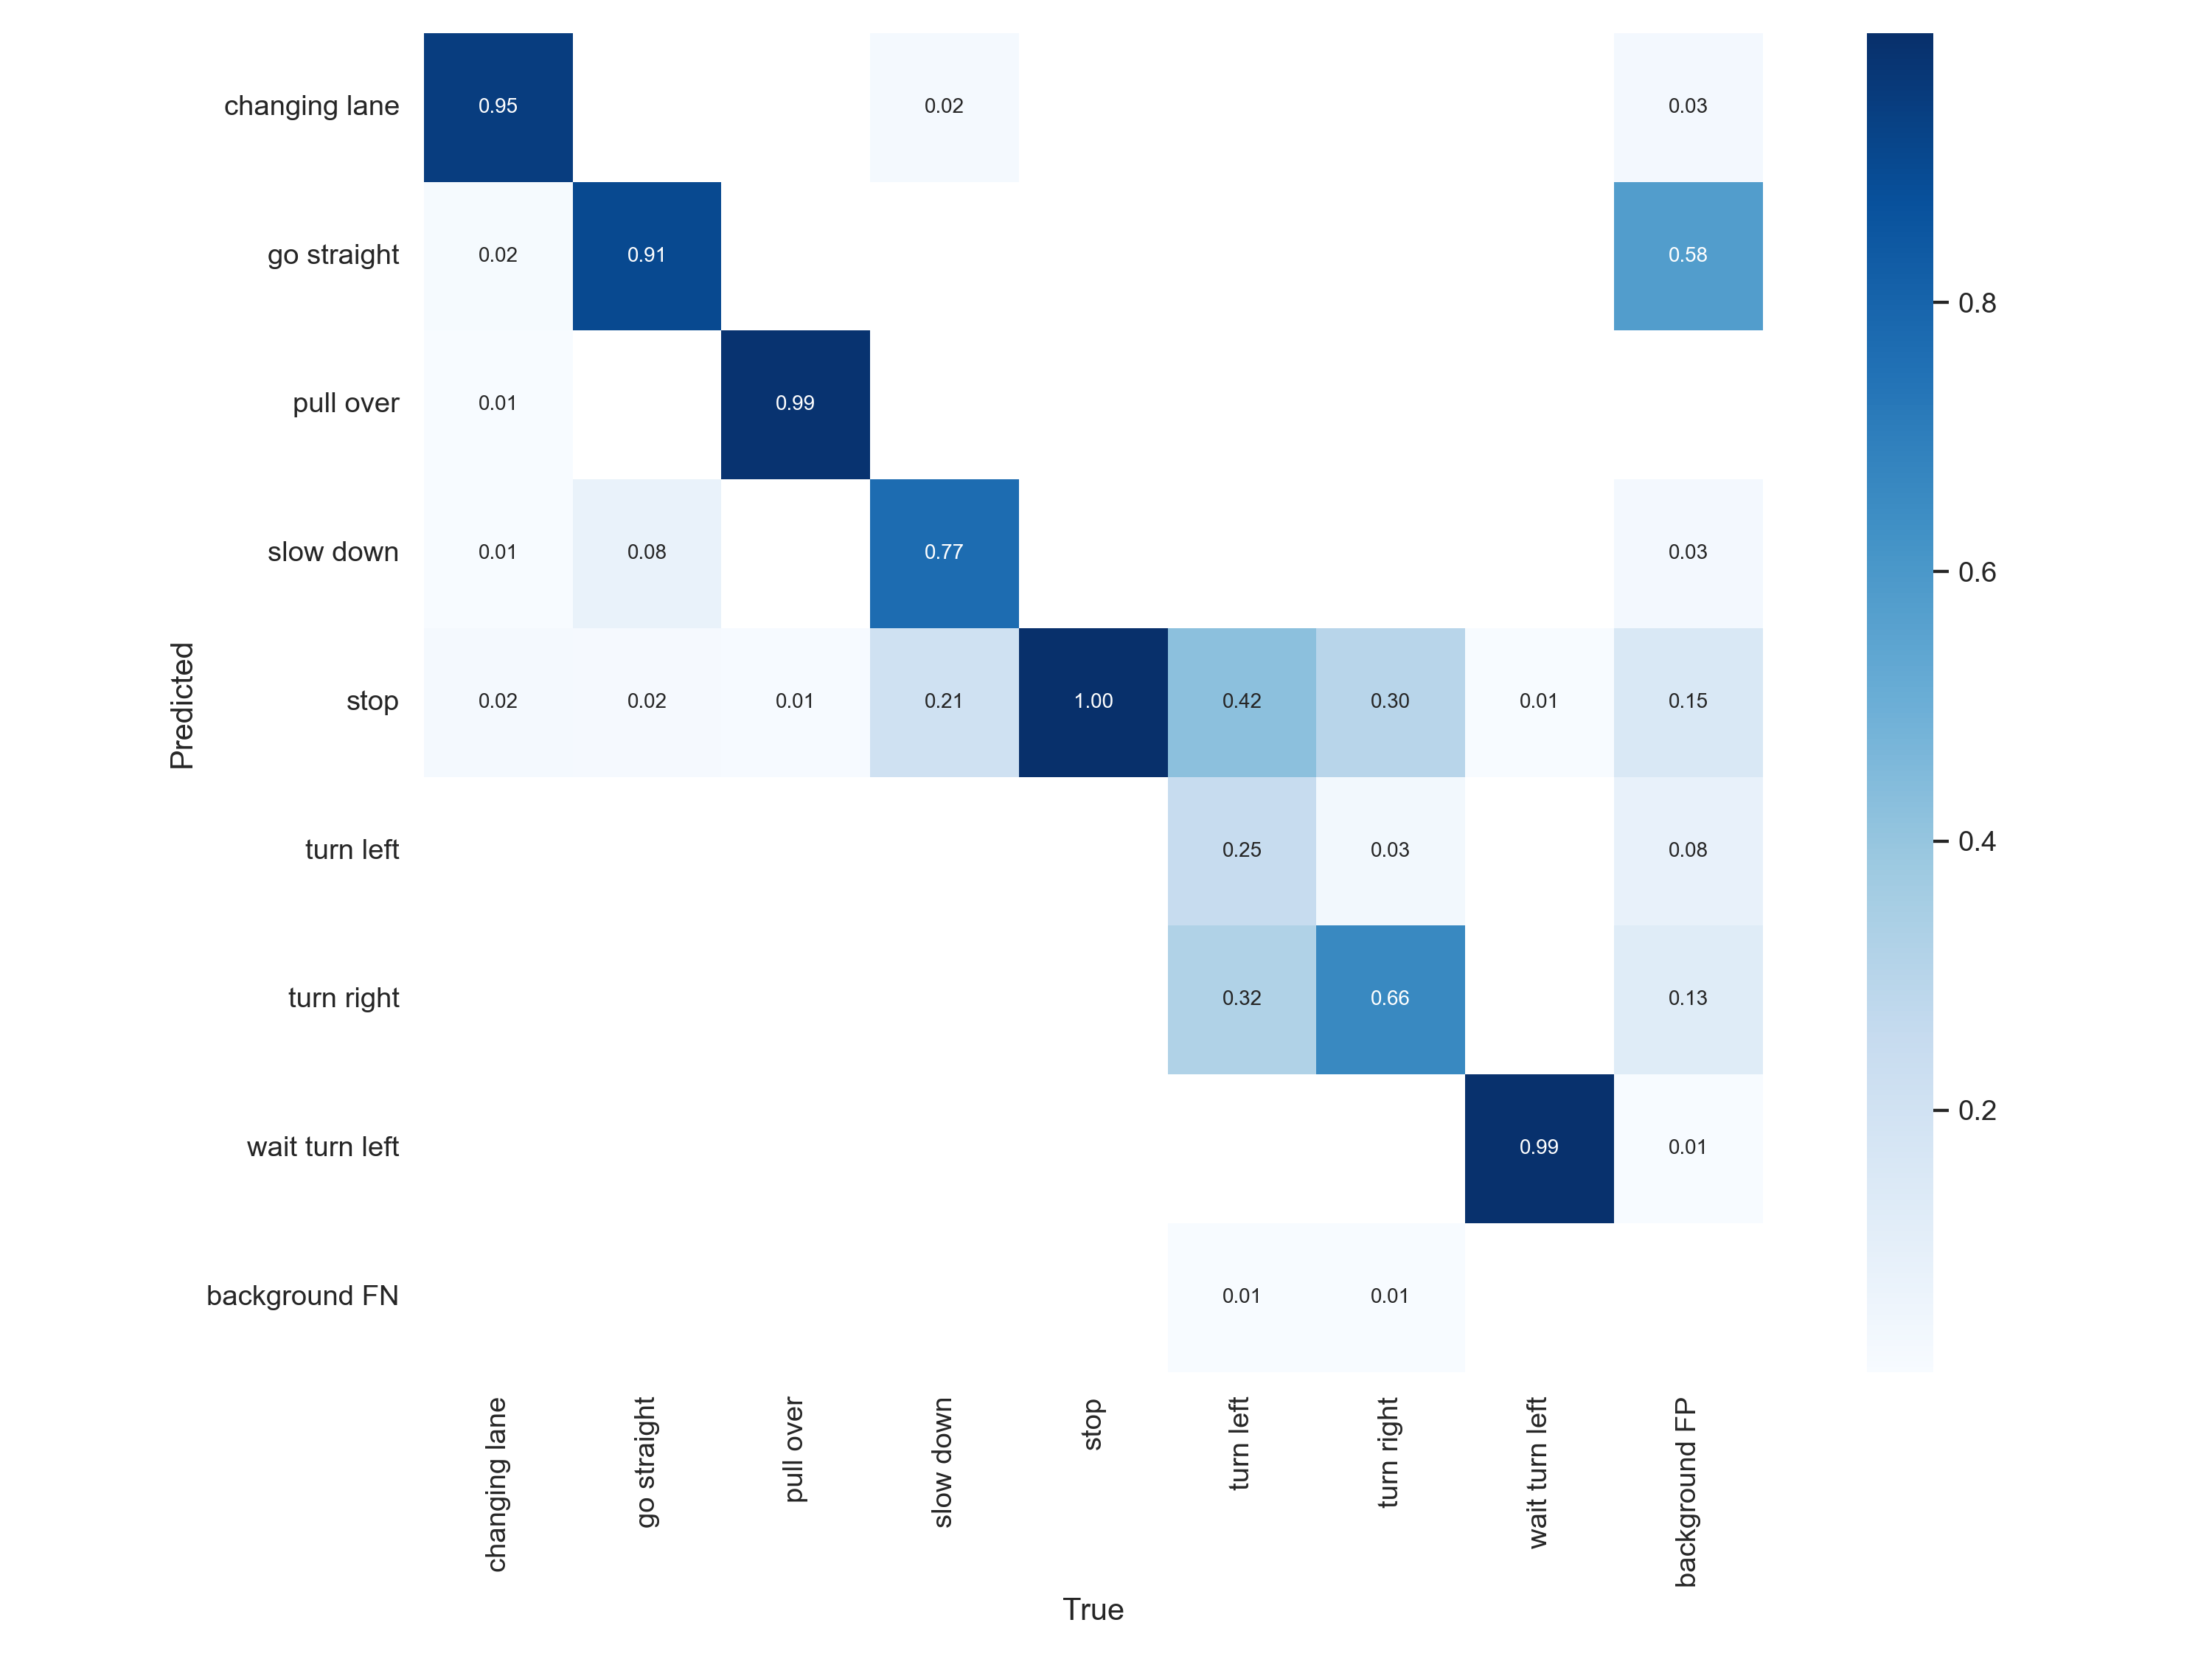 changing lane 0.95 0.02 0.03
go straight 0.02 0.91 0.58
0.8
pull over 0.01 0.99
slow down 0.01 0.08 0.77 0.03
0.6
Predicted
stop 0.02 0.02 0.01 0.21 1.00 0.42 0.30 0.01 0.15
turn left 0.25 0.03 0.08
0.4
turn right 0.32 0.66 0.13
0.2
wait turn left 0.99 0.01
background FN 0.01 0.01
changing lane
go straight
pull over
slow down
stop
turn left
turn right
wait turn left
background FP
True